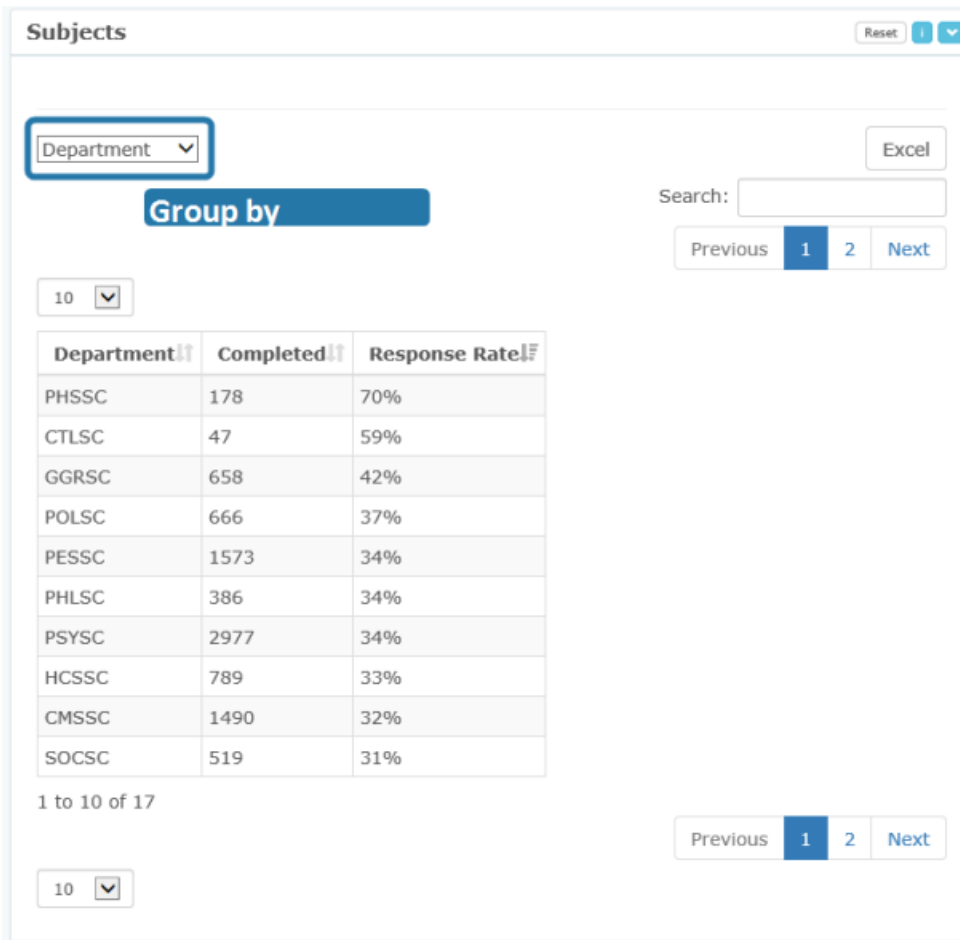 Subjects Reset i
Department Excel
Group by Search:
Previous 1 2 Next
10
Department Completed Response Rate
PHSSC 178 70%
CTLSC 47 59%
GGRSC 658 42%
POLSC 666 37%
PESSC 1573 34%
PHLSC 386 34%
PSYSC 2977 34%
HCSSC 789 33%
CMSSC 1490 32%
SOCSC 519 31%
1 to 10 of 17
Previous 1 2 Next
10